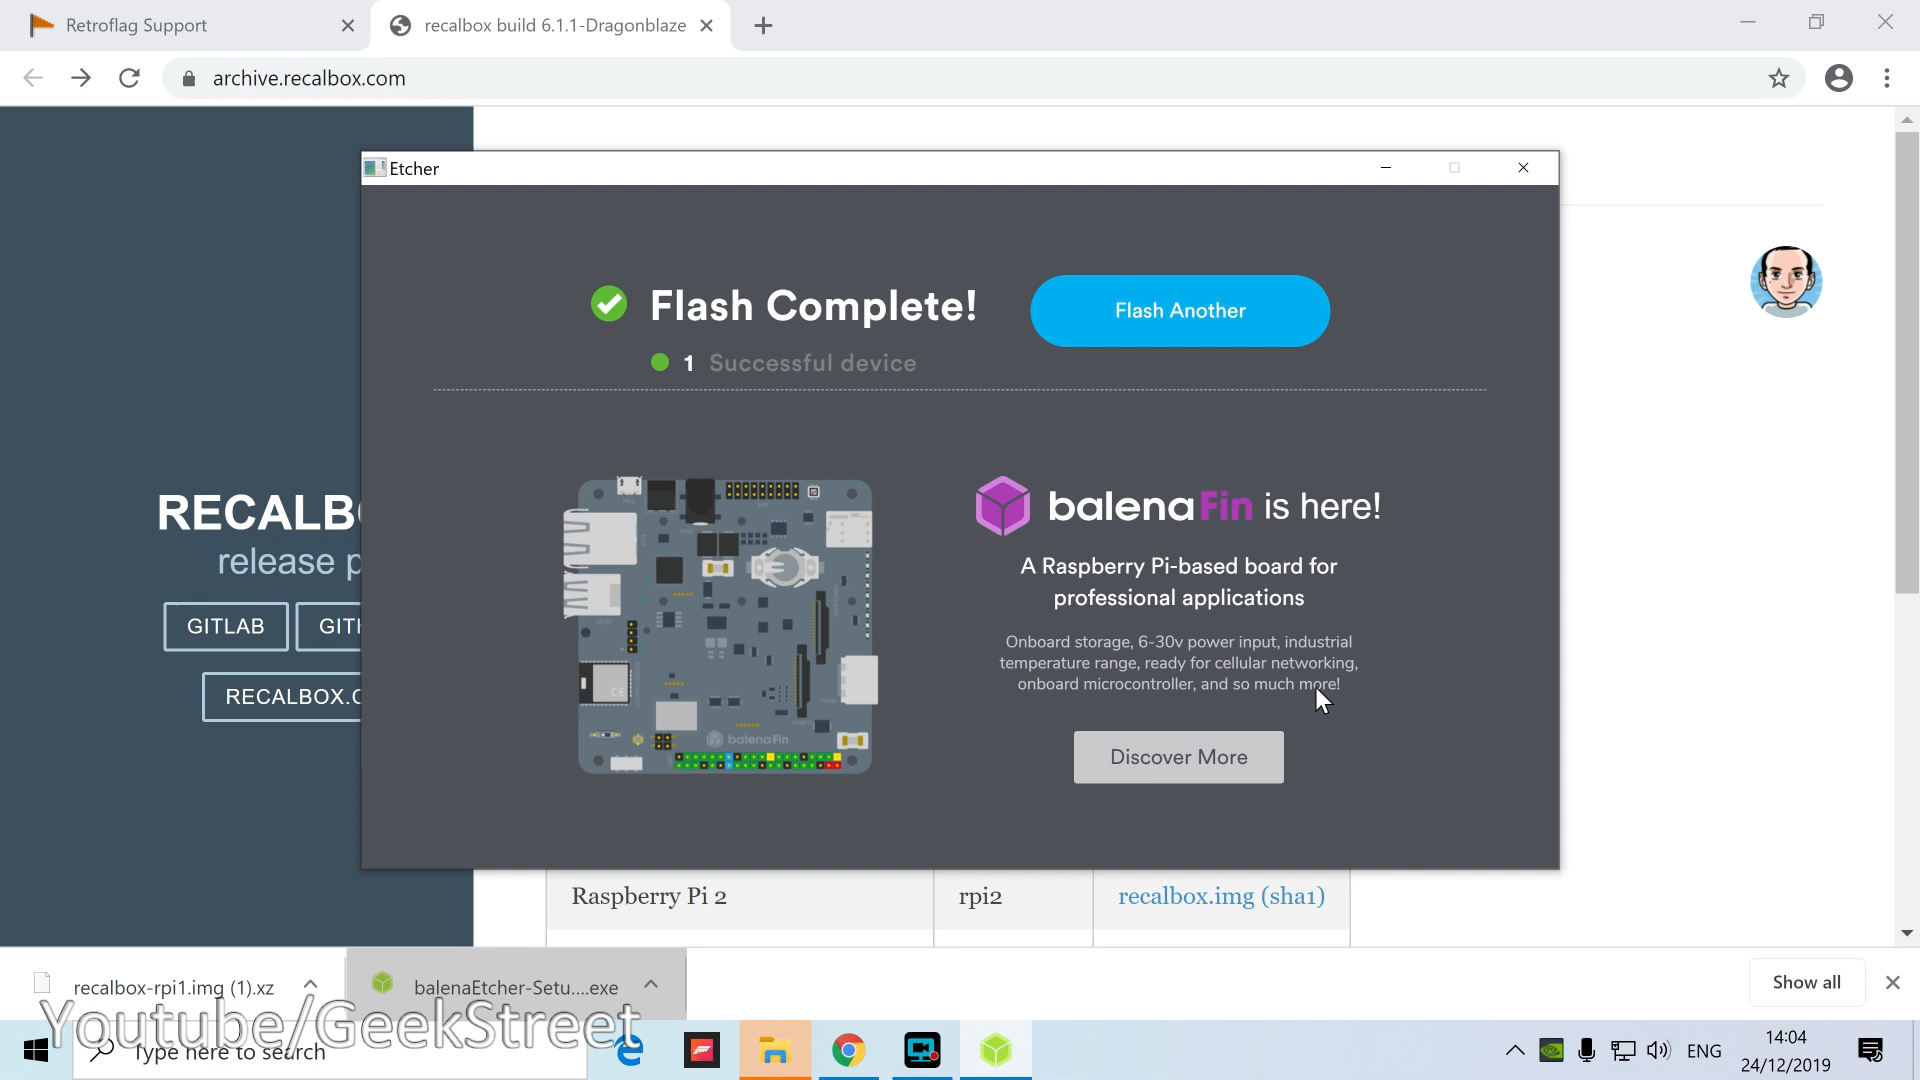 Retroflag Support
recalbox build 6.1.1-Dragonblaze
archive.recalbox.com
Etcher
Flash Complete!
Flash Another
1 Successful device
RECALB
release p
GITLAB
GITH
RECALBOX.C
balenaFin is here!
A Raspberry Pi-based board for
professional applications
Onboard storage, 6-30v power input, industrial
temperature range, ready for cellular networking,
onboard microcontroller, and so much more!
balenaFin
Discover More
Raspberry Pi 2
rpi2
recalbox.img (sha1)
recalbox-rpi1.img (1).xz
balenaEtcher-Setu....exe
Show all
Youtube/GeekStreet
Type here to search
ENG
14:04
24/12/2019